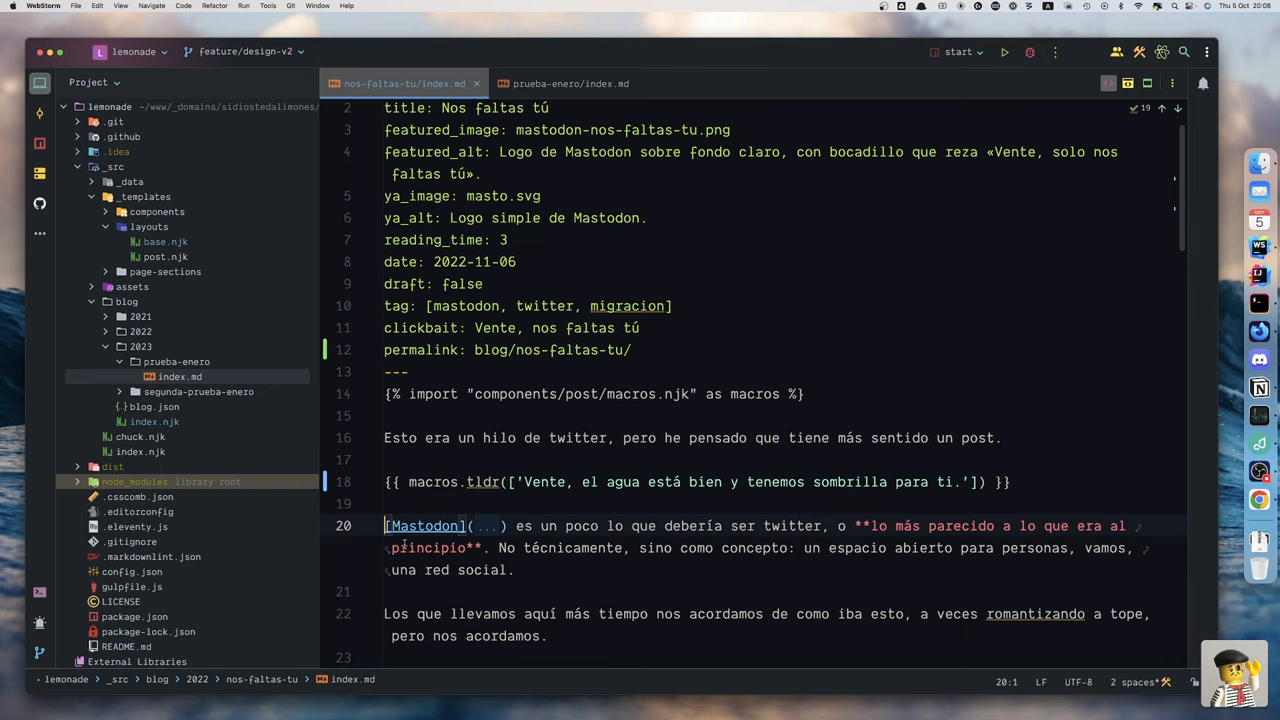 WebStorm File Edit View Navigate Code Refactor Run Tools Git Window Help Thu 5 Oct 20:08
L lemonade feature/design-v2 start
Project nos-faltas-tu/index.md prueba-enero/index.md
lemonade ~/www/_domains/sidiostedalimones/
.git
.github
.idea
_src
_data
_templates
components
layouts
base.njk
post.njk
page-sections
assets
blog
2021
2022
2023
prueba-enero
index.md
segunda-prueba-enero
blog.json
index.njk
chuck.njk
index.njk
dist
node_modules library root
.csscomb.json
.editorconfig
.eleventy.js
.gitignore
.markdownlint.json
config.json
gulpfile.js
LICENSE
package.json
package-lock.json
README.md
External Libraries
19
2 title: Nos faltas tú
3 featured_image: mastodon-nos-faltas-tu.png
4 featured_alt: Logo de Mastodon sobre fondo claro, con bocadillo que reza «Vente, solo nos
faltas tú».
5 ya_image: masto.svg
6 ya_alt: Logo simple de Mastodon.
7 reading_time: 3
8 date: 2022-11-06
9 draft: false
10 tag: [mastodon, twitter, migracion]
11 clickbait: Vente, nos faltas tú
12 permalink: blog/nos-faltas-tu/
13 ---
14 {% import "components/post/macros.njk" as macros %}
15
16 Esto era un hilo de twitter, pero he pensado que tiene más sentido un post.
17
18 {{ macros.tldr(['Vente, el agua está bien y tenemos sombrilla para ti.']) }}
19
20 [Mastodon](...) es un poco lo que debería ser twitter, o **lo más parecido a lo que era al
principio**. No técnicamente, sino como concepto: un espacio abierto para personas, vamos,
una red social.
21
22 Los que llevamos aquí más tiempo nos acordamos de como iba esto, a veces romantizando a tope,
pero nos acordamos.
23
lemonade › _src › blog › 2022 › nos-faltas-tu › index.md 20:1 LF UTF-8 2 spaces*
OCT
5
WS